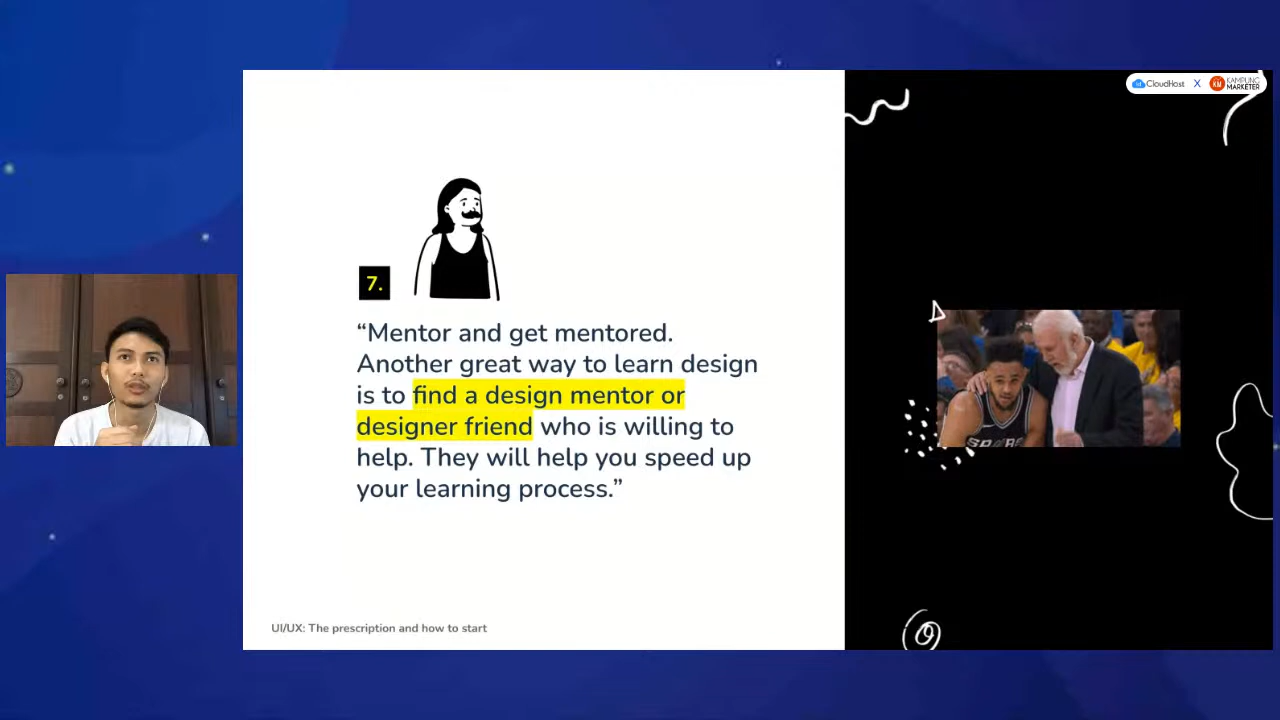 CloudHost X KAMPUNG MARKETER
7.
“Mentor and get mentored.
Another great way to learn design
is to find a design mentor or
designer friend who is willing to
help. They will help you speed up
your learning process.”
SPURS
UI/UX: The prescription and how to start